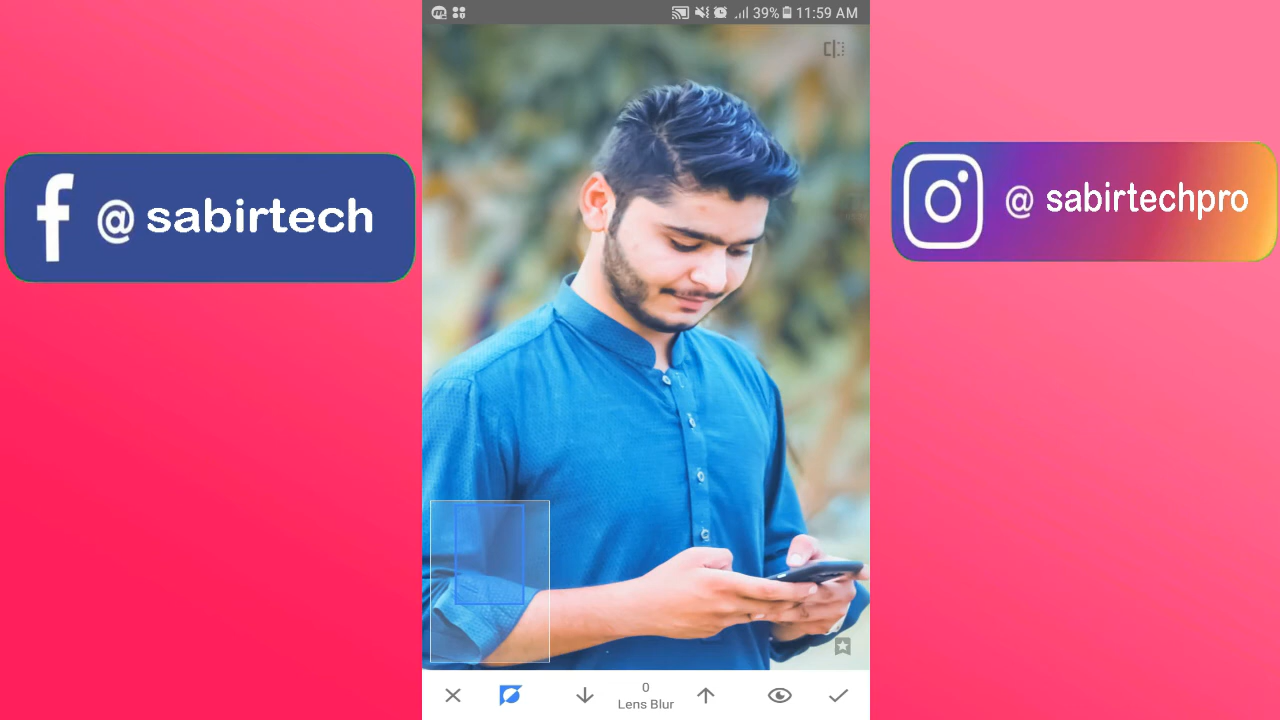 39% 11:59 AM
f @ sabirtech
@ sabirtechpro
0
Lens Blur